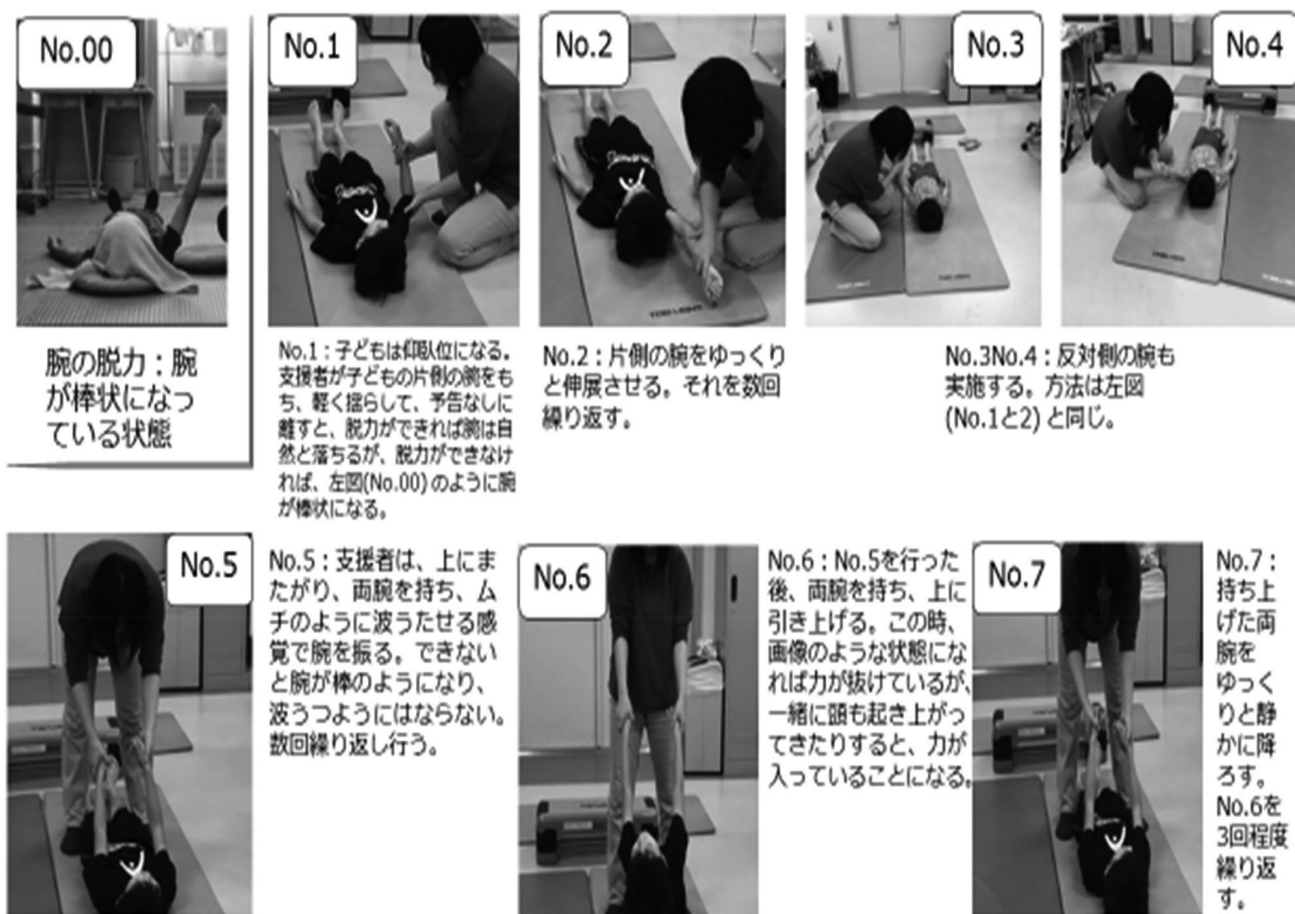 No.00
No.1
No.2
No.3
No.4
腕の脱力：腕
が棒状になっ
ている状態
No.1：子どもは仰臥位になる。
支援者が子どもの片側の腕をも
ち、軽く揺らして、予告なしに
離すと、脱力ができれば腕は自
然と落ちるが、脱力ができなけ
れば、左図(No.00) のように腕
が棒状になる。
No.2：片側の腕をゆっくり
と伸展させる。それを数回
繰り返す。
No.3No.4：反対側の腕も
実施する。方法は左図
(No.1と2) と同じ。
No.5
No.5：支援者は、上にま
たがり、両腕を持ち、ム
チのように波うたせる感
覚で腕を振る。できない
と腕が棒のようになり、
波うつようにはならない。
数回繰り返し行う。
No.6
No.6：No.5を行った
後、両腕を持ち、上に
引き上げる。この時、
画像のような状態にな
れば力が抜けているが、
一緒に頭も起き上がっ
てきたりすると、力が
入っていることになる。
No.7
No.7：
持ち上
げた両
腕を
ゆっく
りと静
かに降
ろす。
No.6を
3回程度
繰り返
す。